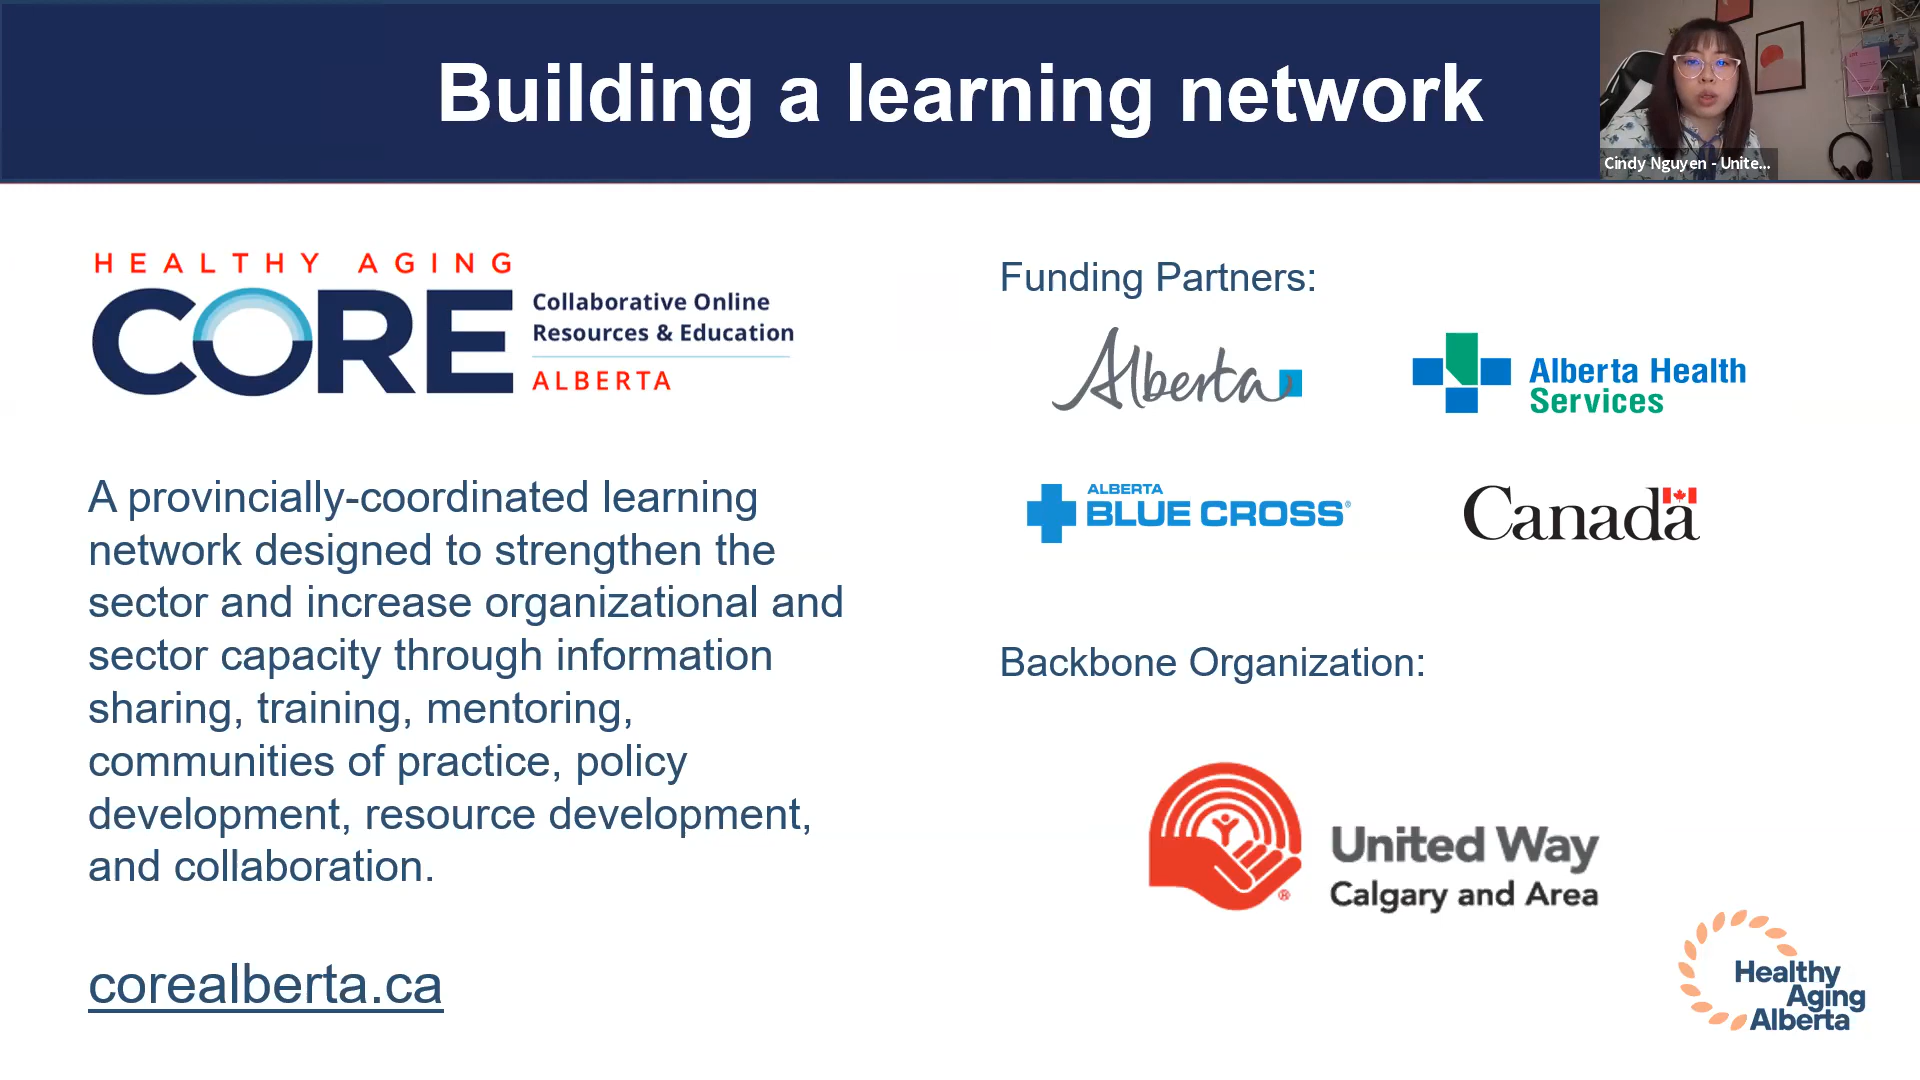 Building a learning network
Cindy Nguyen - Unite...
HEALTHY AGING
CORE
Collaborative Online
Resources & Education
ALBERTA
A provincially-coordinated learning
network designed to strengthen the
sector and increase organizational and
sector capacity through information
sharing, training, mentoring,
communities of practice, policy
development, resource development,
and collaboration.
corealberta.ca
Funding Partners:
Alberta
Alberta Health
Services
ALBERTA
BLUE CROSS®
Canada
Backbone Organization:
®
United Way
Calgary and Area
Healthy
Aging
Alberta